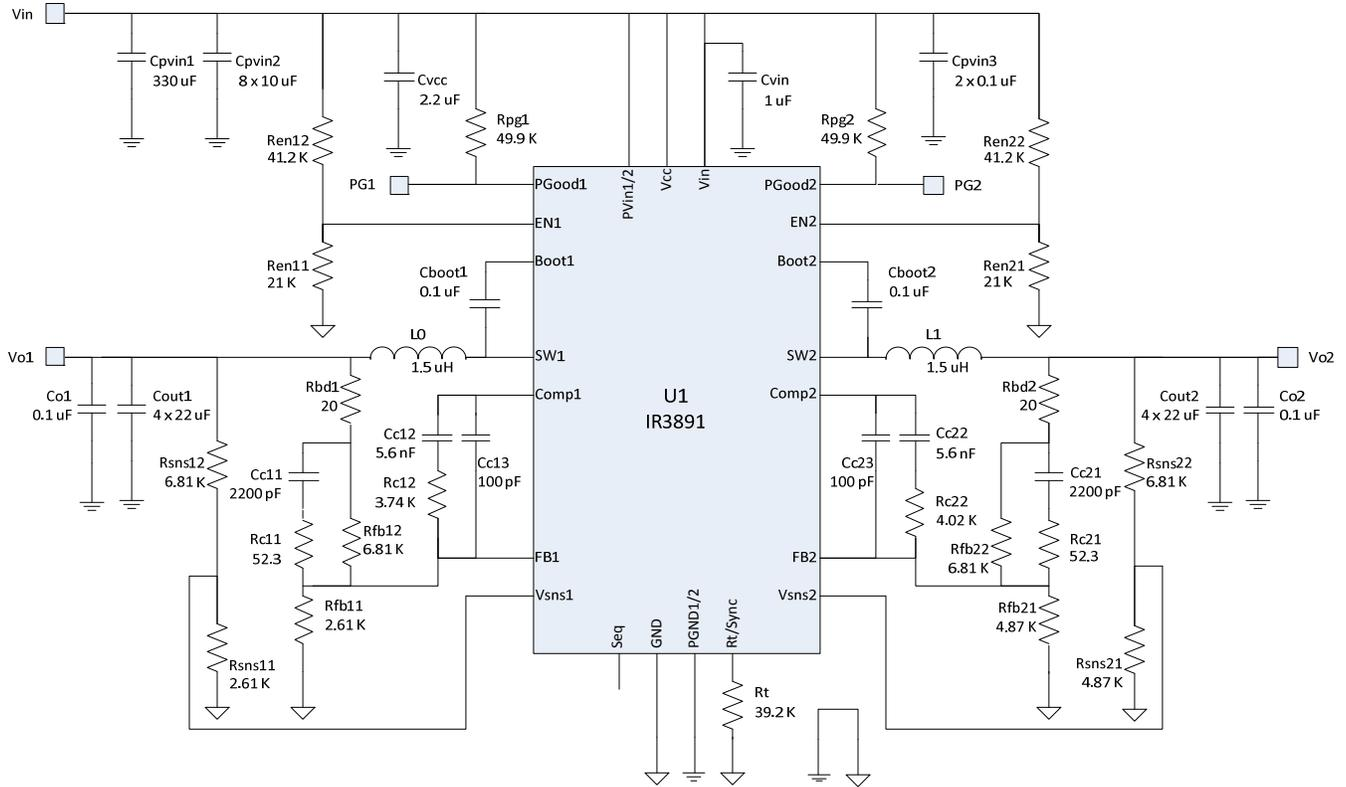 Vin
Cpvin1
330 uF
Cpvin2
8 x 10 uF
Cvcc
2.2 uF
Cvin
1 uF
Cpvin3
2 x 0.1 uF
Ren12
41.2 K
Rpg1
49.9 K
Rpg2
49.9 K
Ren22
41.2 K
PG1
PGood1
PVin1/2
Vcc
Vin
PGood2
PG2
EN1
EN2
Ren11
21 K
Cboot1
0.1 uF
Boot1
Boot2
Cboot2
0.1 uF
Ren21
21 K
Vo1
L0
1.5 uH
SW1
SW2
L1
1.5 uH
Vo2
Co1
0.1 uF
Cout1
4 x 22 uF
Rbd1
20
Comp1
U1
IR3891
Comp2
Rbd2
20
Cout2
4 x 22 uF
Co2
0.1 uF
Rsns12
6.81 K
Cc11
2200 pF
Cc12
5.6 nF
Cc13
100 pF
Cc23
100 pF
Cc22
5.6 nF
Cc21
2200 pF
Rsns22
6.81 K
Rc12
3.74 K
Rc22
4.02 K
Rc11
52.3
Rfb12
6.81 K
FB1
FB2
Rfb22
6.81 K
Rc21
52.3
Rfb11
2.61 K
Vsns1
Vsns2
Rfb21
4.87 K
Rsns11
2.61 K
Seq
GND
PGND1/2
Rt/Sync
Rsns21
4.87 K
Rt
39.2 K